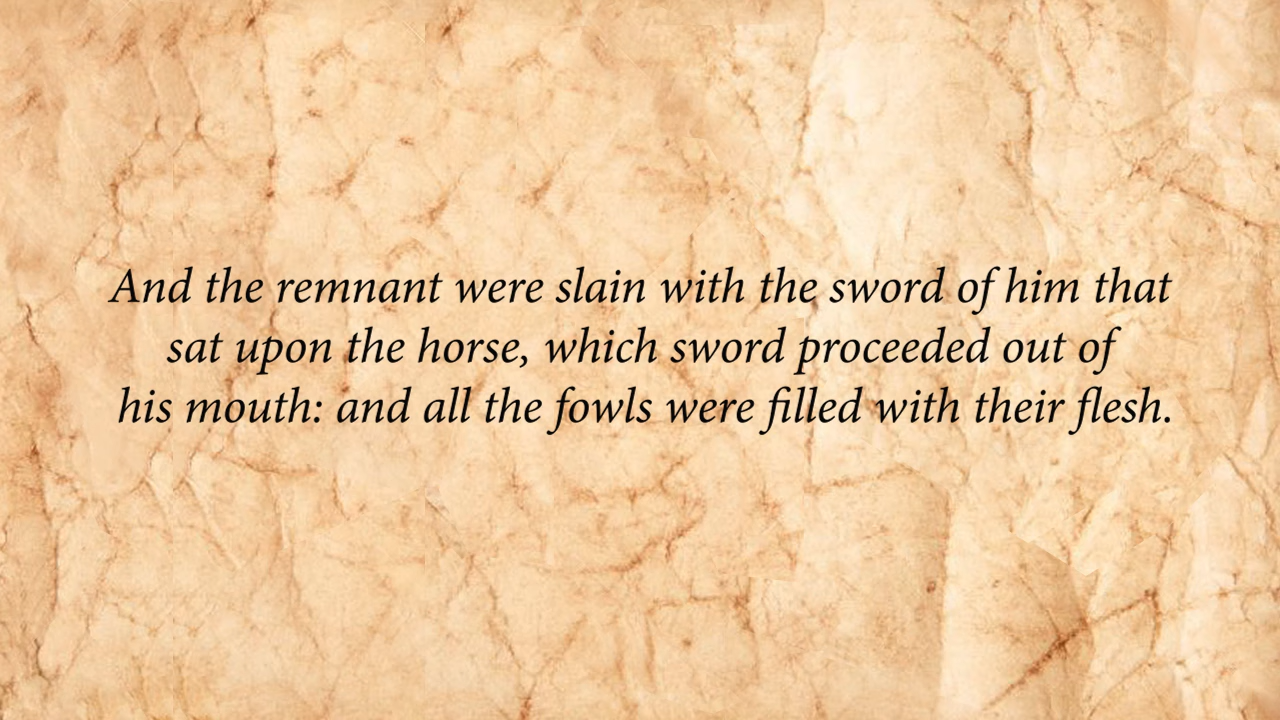 And the remnant were slain with the sword of him that
sat upon the horse, which sword proceeded out of
his mouth: and all the fowls were filled with their flesh.